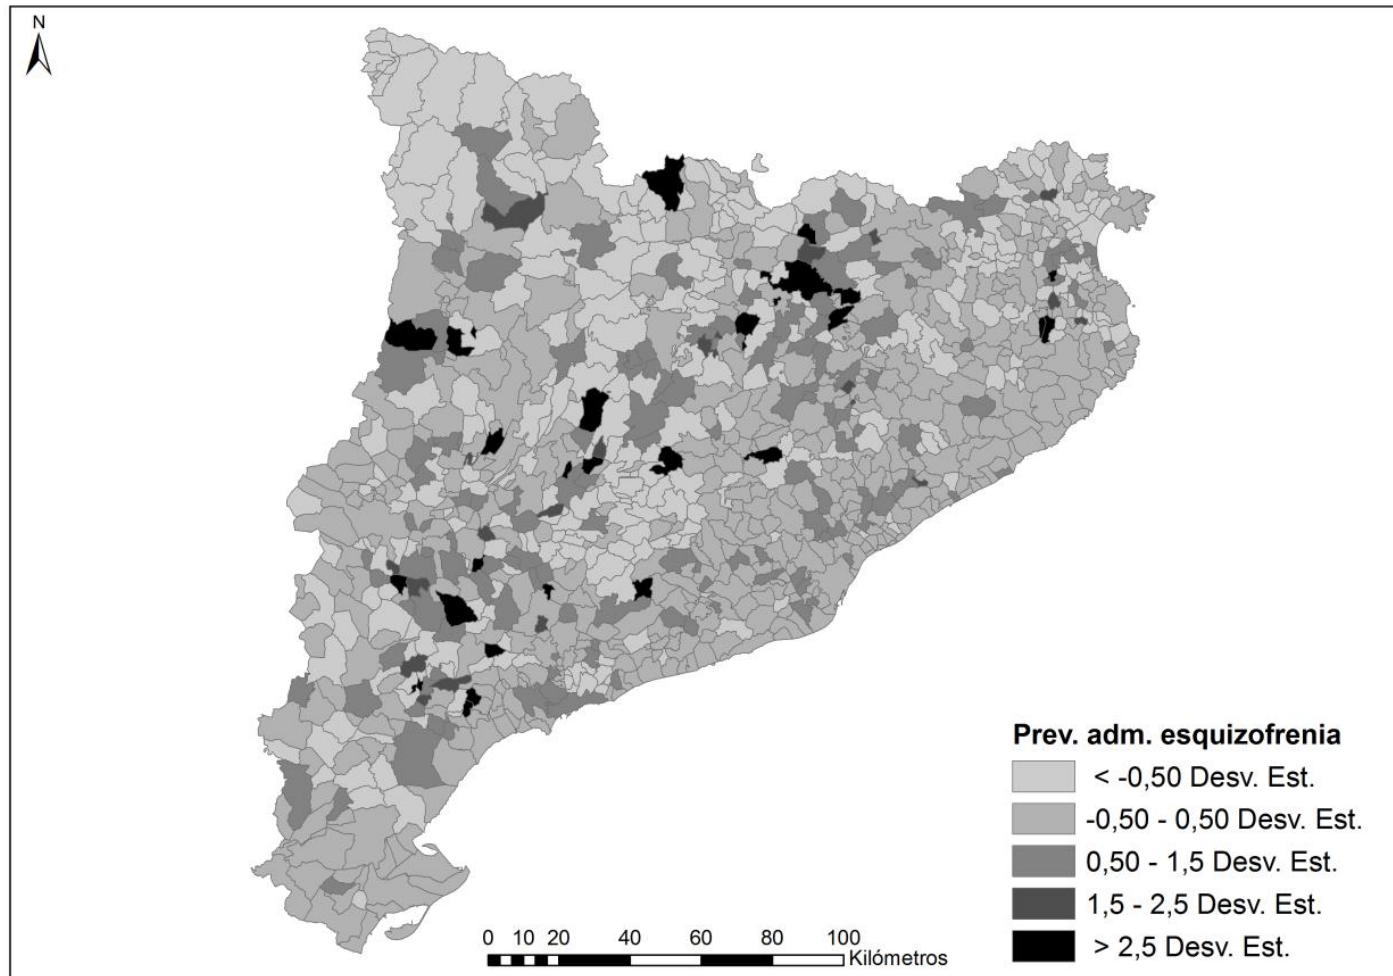 N
Prev. adm. esquizofrenia
< -0,50 Desv. Est.
-0,50 - 0,50 Desv. Est.
0,50 - 1,5 Desv. Est.
1,5 - 2,5 Desv. Est.
> 2,5 Desv. Est.
0 10 20 40 60 80 100
Kilómetros